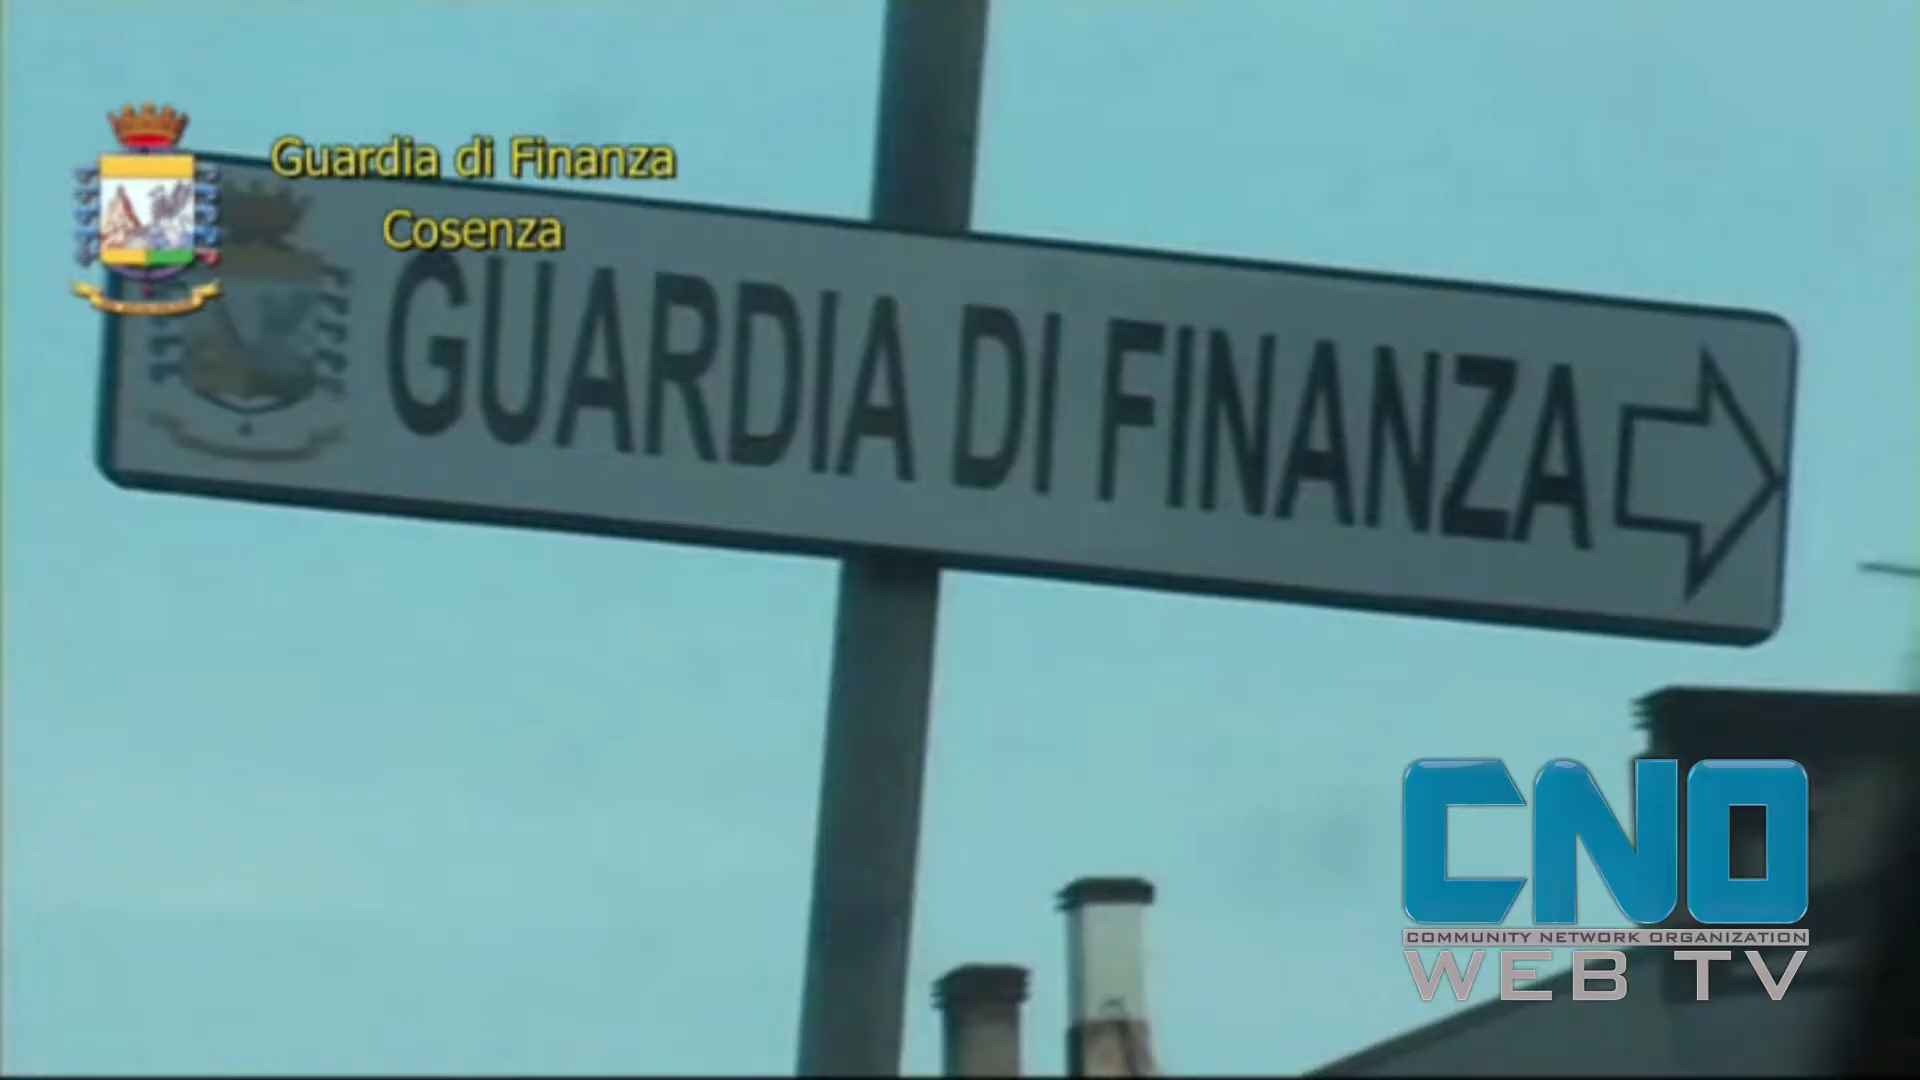 Guardia di Finanza
Cosenza
GUARDIA DI FINANZA
CNO
COMMUNITY NETWORK ORGANIZATION
WEB TV